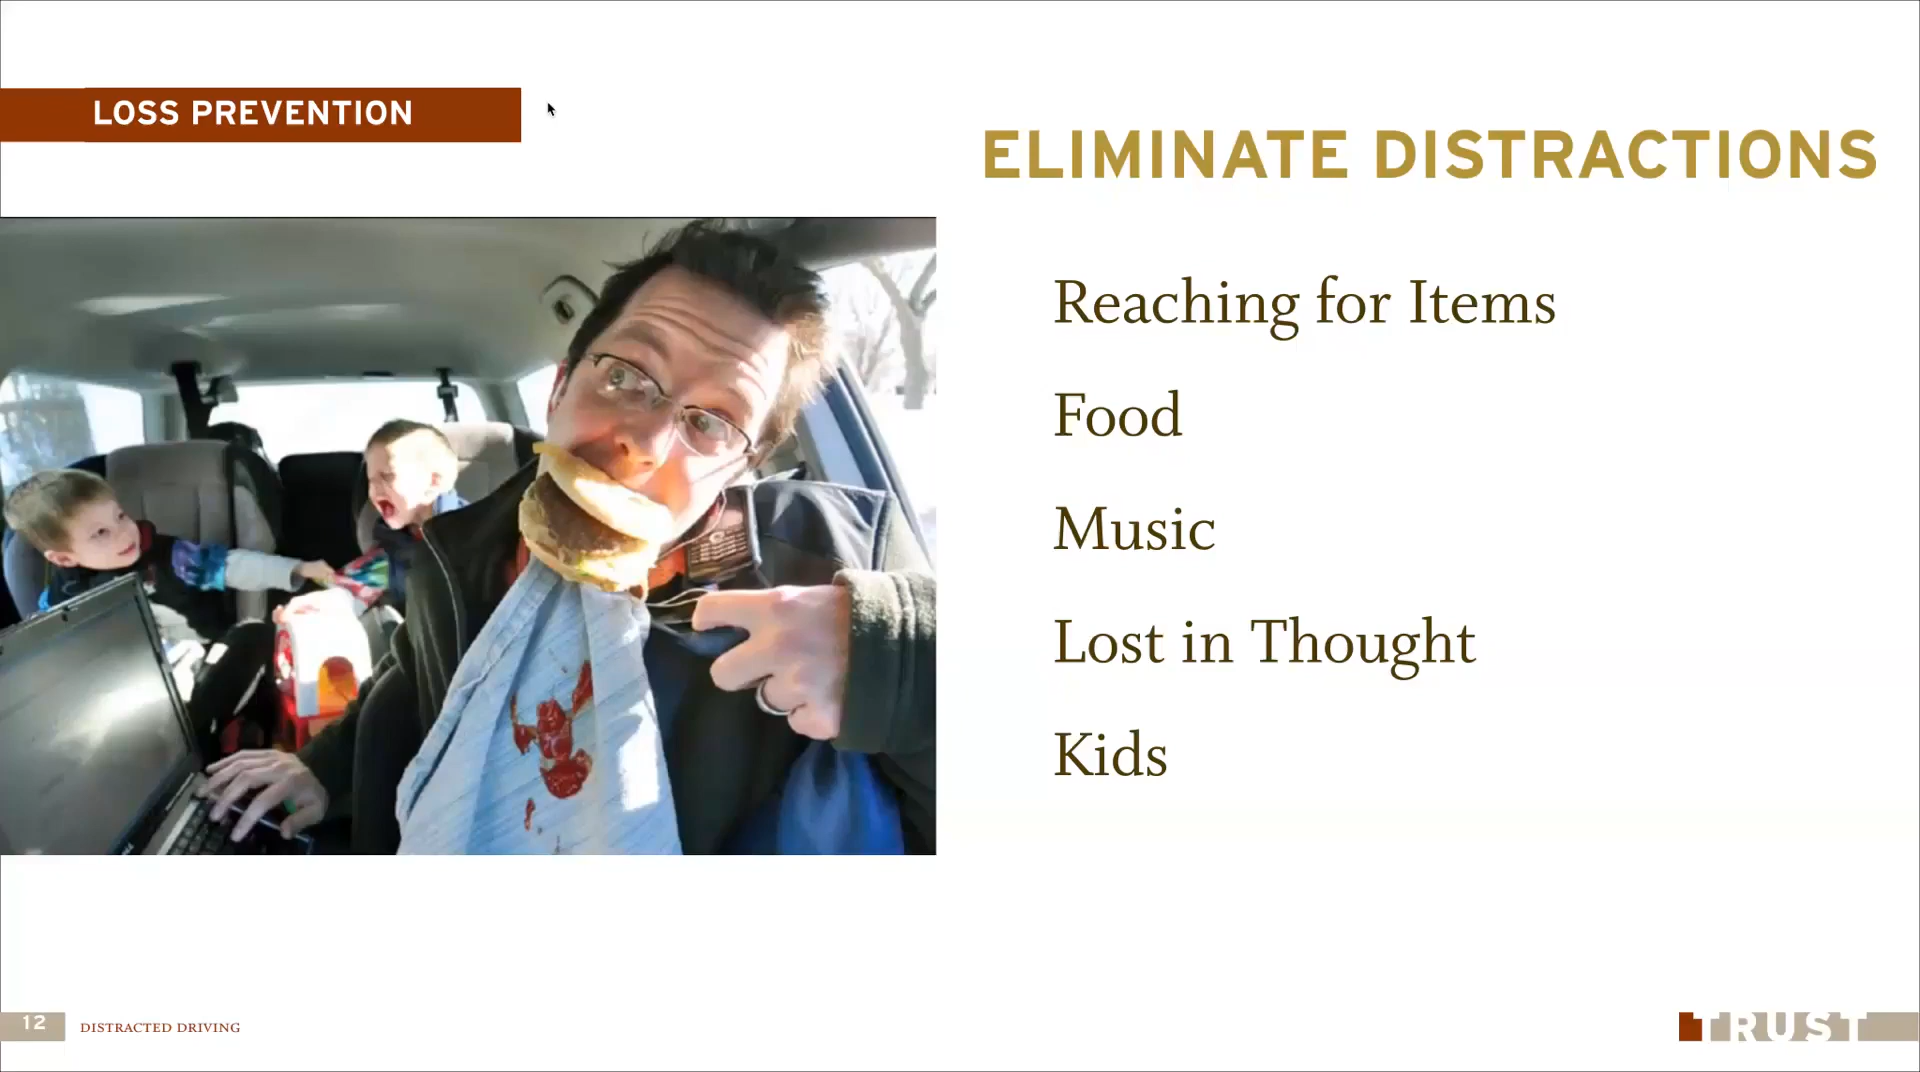 LOSS PREVENTION
ELIMINATE DISTRACTIONS
Reaching for Items
Food
Music
Lost in Thought
Kids
12
DISTRACTED DRIVING
TRUST